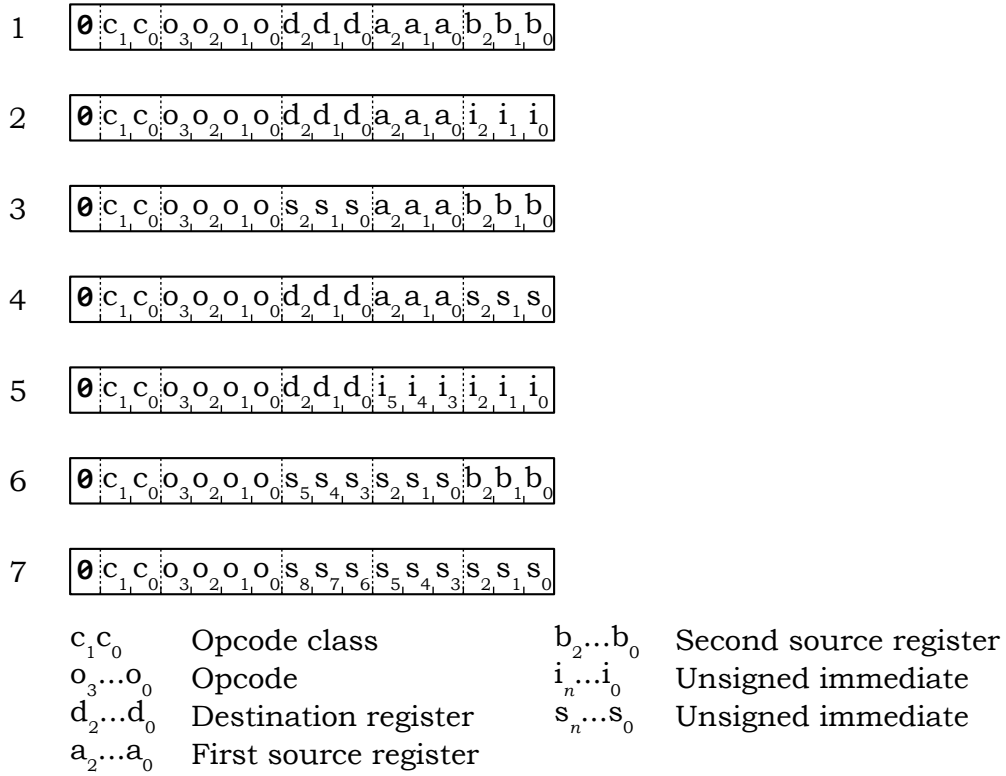 1 0 c₁ c₀ o₃ o₂ o₁ o₀ d₂ d₁ d₀ a₂ a₁ a₀ b₂ b₁ b₀
2 0 c₁ c₀ o₃ o₂ o₁ o₀ d₂ d₁ d₀ a₂ a₁ a₀ i₂ i₁ i₀
3 0 c₁ c₀ o₃ o₂ o₁ o₀ s₂ s₁ s₀ a₂ a₁ a₀ b₂ b₁ b₀
4 0 c₁ c₀ o₃ o₂ o₁ o₀ d₂ d₁ d₀ a₂ a₁ a₀ s₂ s₁ s₀
5 0 c₁ c₀ o₃ o₂ o₁ o₀ d₂ d₁ d₀ i₅ i₄ i₃ i₂ i₁ i₀
6 0 c₁ c₀ o₃ o₂ o₁ o₀ s₅ s₄ s₃ s₂ s₁ s₀ b₂ b₁ b₀
7 0 c₁ c₀ o₃ o₂ o₁ o₀ s₈ s₇ s₆ s₅ s₄ s₃ s₂ s₁ s₀
c₁c₀ Opcode class
o₃...o₀ Opcode
d₂...d₀ Destination register
a₂...a₀ First source register
b₂...b₀ Second source register
iₙ...i₀ Unsigned immediate
sₙ...s₀ Unsigned immediate